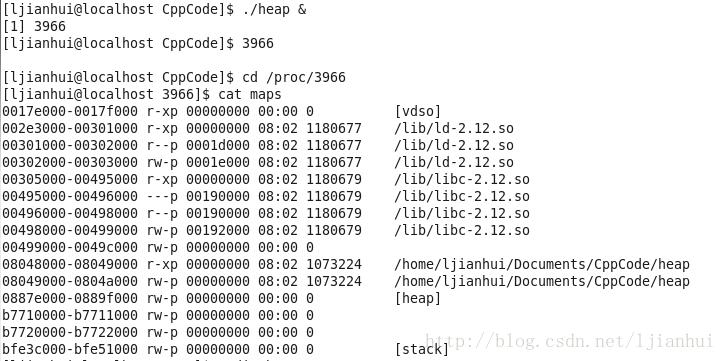 [ljianhui@localhost CppCode]$ ./heap &
[1] 3966
[ljianhui@localhost CppCode]$ 3966
[ljianhui@localhost CppCode]$ cd /proc/3966
[ljianhui@localhost 3966]$ cat maps
0017e000-0017f000 r-xp 00000000 00:00 0 [vdso]
002e3000-00301000 r-xp 00000000 08:02 1180677 /lib/ld-2.12.so
00301000-00302000 r--p 0001d000 08:02 1180677 /lib/ld-2.12.so
00302000-00303000 rw-p 0001e000 08:02 1180677 /lib/ld-2.12.so
00305000-00495000 r-xp 00000000 08:02 1180679 /lib/libc-2.12.so
00495000-00496000 ---p 00190000 08:02 1180679 /lib/libc-2.12.so
00496000-00498000 r--p 00190000 08:02 1180679 /lib/libc-2.12.so
00498000-00499000 rw-p 00192000 08:02 1180679 /lib/libc-2.12.so
00499000-0049c000 rw-p 00000000 00:00 0
08048000-08049000 r-xp 00000000 08:02 1073224 /home/ljianhui/Documents/CppCode/heap
08049000-0804a000 rw-p 00000000 08:02 1073224 /home/ljianhui/Documents/CppCode/heap
0887e000-0889f000 rw-p 00000000 00:00 0 [heap]
b7710000-b7711000 rw-p 00000000 00:00 0
b7720000-b7722000 rw-p 00000000 00:00 0
bfe3c000-bfe51000 rw-p 00000000 00:00 0 [stack]
http://blog.csdn.net/ljianhui